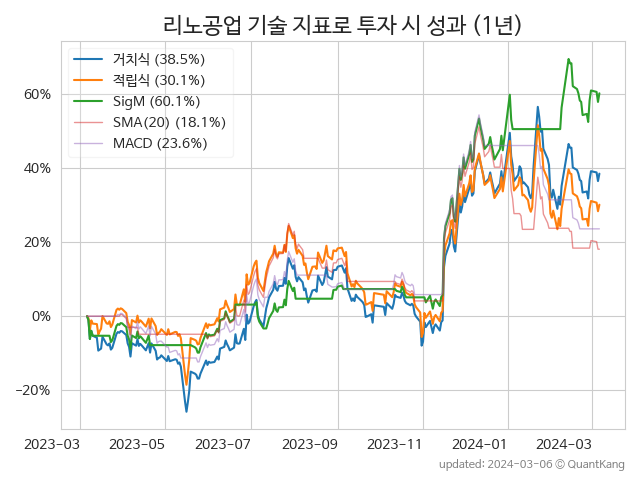 리노공업 기술 지표로 투자 시 성과 (1년)
거치식 (38.5%)
적립식 (30.1%)
SigM (60.1%)
SMA(20) (18.1%)
MACD (23.6%)
60%
40%
20%
0%
−20%
2023−03
2023−05
2023−07
2023−09
2023−11
2024−01
2024−03
updated: 2024-03-06 © QuantKang